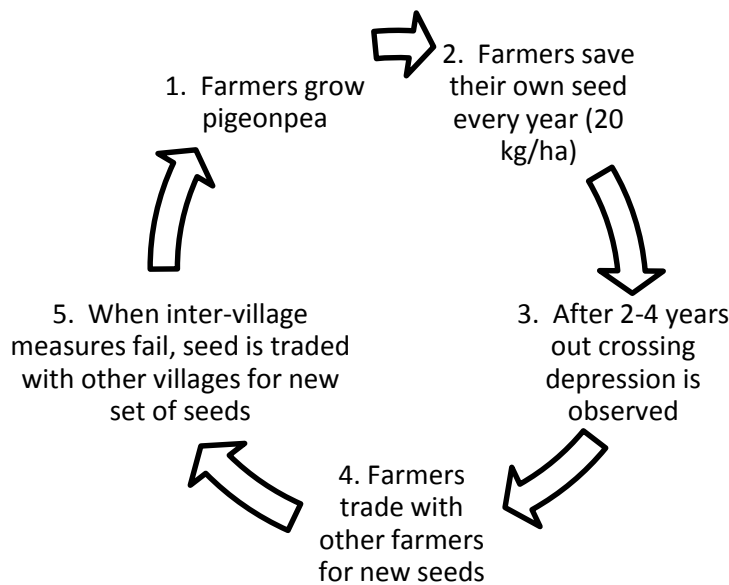 1.  Farmers grow
pigeonpea
2.  Farmers save
their own seed
every year (20
kg/ha)
3.  After 2-4 years
out crossing
depression is
observed
4. Farmers
trade with
other farmers
for new seeds
5.  When inter-village
measures fail, seed is traded
with other villages for new
set of seeds